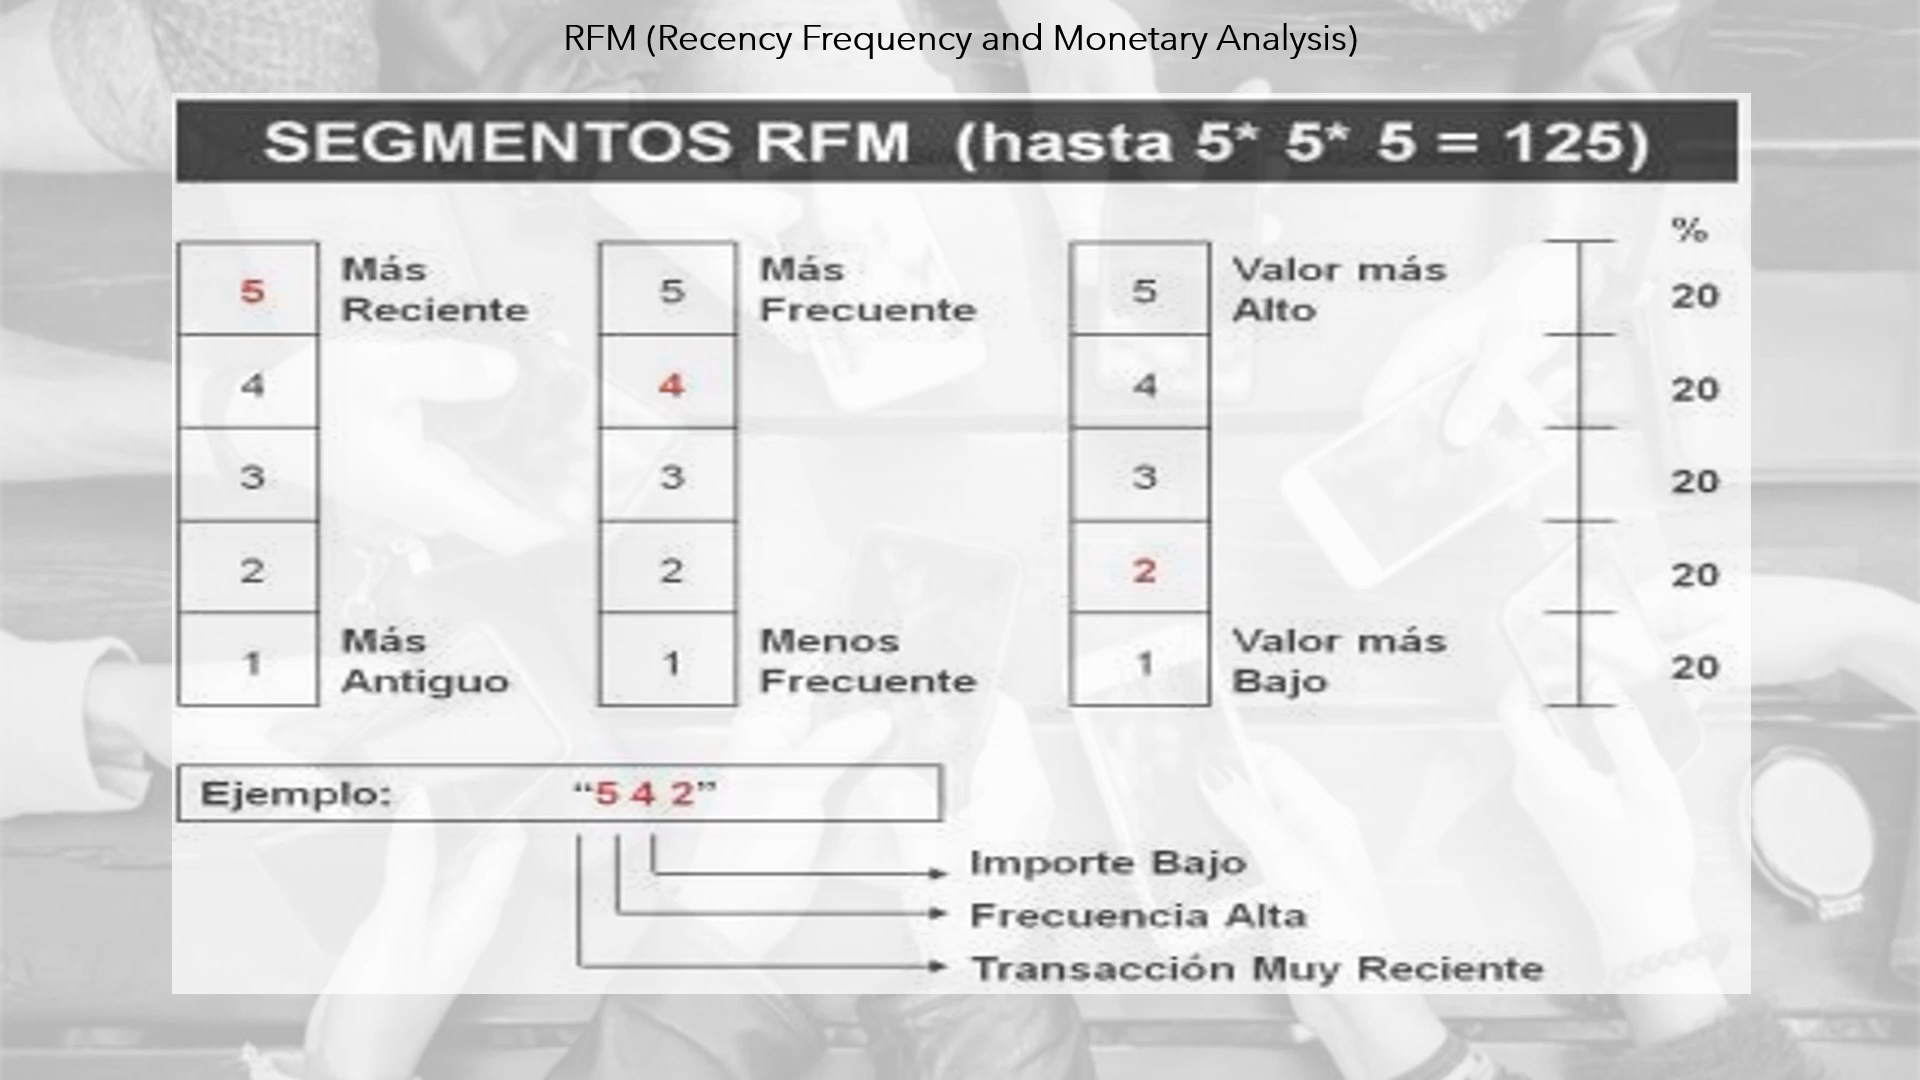 RFM (Recency Frequency and Monetary Analysis)
SEGMENTOS RFM (hasta 5* 5* 5 = 125)
%
5 Más Reciente 5 Más Frecuente 5 Valor más Alto 20
4 4 4 20
3 3 3 20
2 2 2 20
1 Más Antiguo 1 Menos Frecuente 1 Valor más Bajo 20
Ejemplo: “5 4 2”
Importe Bajo
Frecuencia Alta
Transacción Muy Reciente